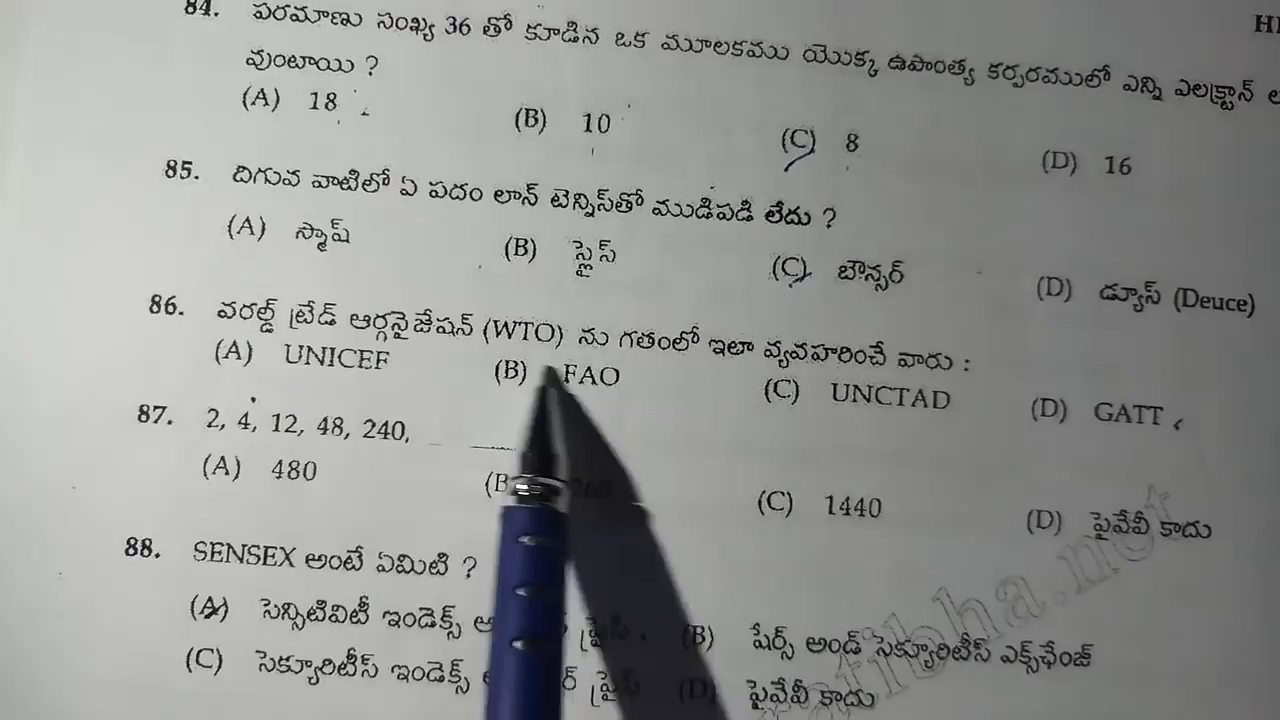 84. పరమాణు సంఖ్య 36 తో కూడిన ఒక మూలకము యొక్క ఉపాంత్య కర్పరములో ఎన్ని ఎలక్ట్రాన్
వుంటాయి ?
(A) 18 (B) 10 (C) 8 (D) 16
85. దిగువ వాటిలో ఏ పదం లాన్ టెన్నిస్‌తో ముడిపడి లేదు ?
(A) స్మాష్ (B) స్లైస్ (C) బౌన్సర్ (D) డ్యూస్ (Deuce)
86. వరల్డ్ ట్రేడ్ ఆర్గనైజేషన్ (WTO) ను గతంలో ఇలా వ్యవహరించే వారు :
(A) UNICEF (B) FAO (C) UNCTAD (D) GATT
87. 2, 4, 12, 48, 240, ____
(A) 480 (B) (C) 1440 (D) పైవేవీ కాదు
88. SENSEX అంటే ఏమిటి ?
(A) సెన్సిటివిటీ ఇండెక్స్ ప్రైస్ (B) షేర్స్ అండ్ సెక్యూరిటీస్ ఎక్స్‌ఛేంజ్
(C) సెక్యూరిటీస్ ఇండెక్స్ ప్రైస్ (D) పైవేవీ కాదు